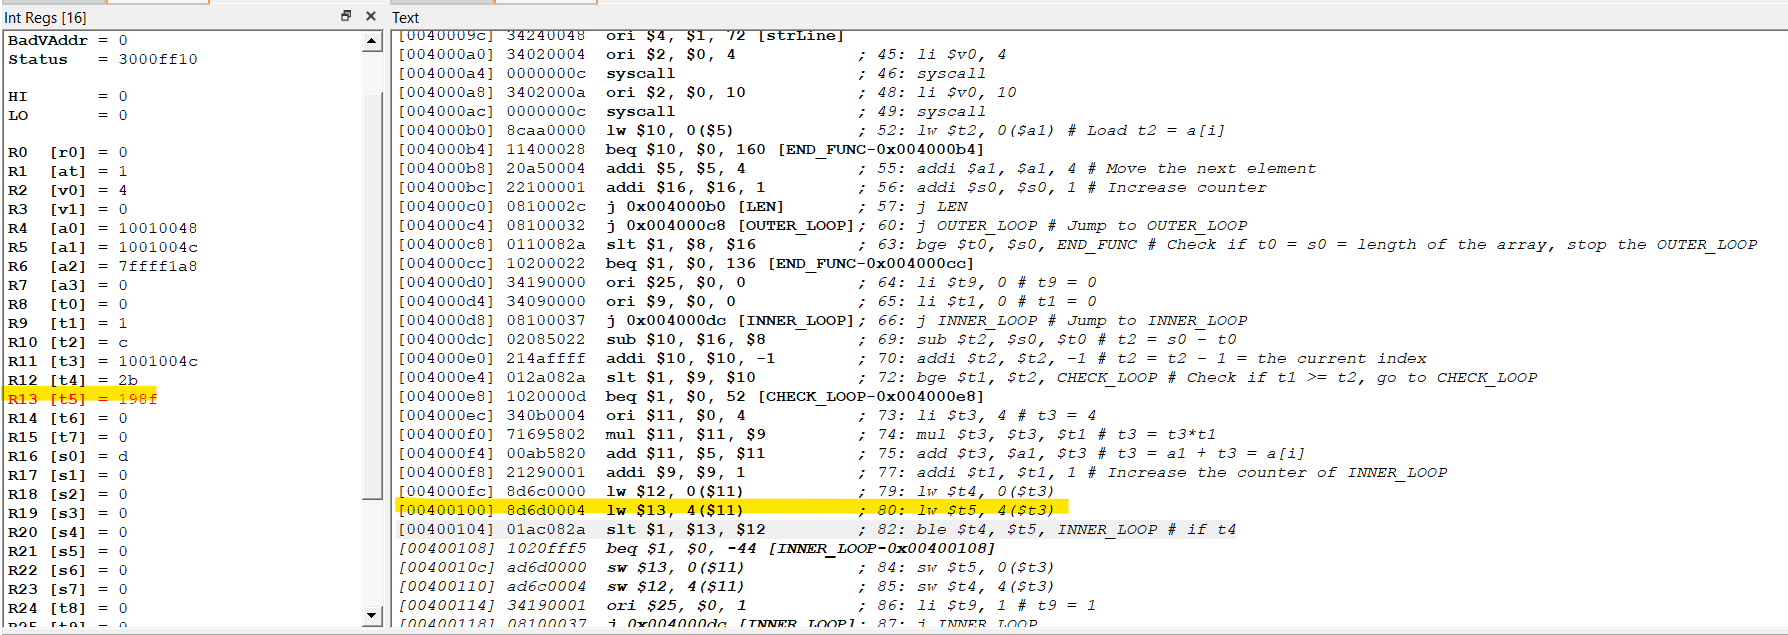 Int Regs [16]
BadVAddr = 0
Status = 3000ff10
HI = 0
LO = 0
R0 [r0] = 0
R1 [at] = 1
R2 [v0] = 4
R3 [v1] = 0
R4 [a0] = 10010048
R5 [a1] = 1001004c
R6 [a2] = 7ffff1a8
R7 [a3] = 0
R8 [t0] = 0
R9 [t1] = 1
R10 [t2] = c
R11 [t3] = 1001004c
R12 [t4] = 2b
R13 [t5] = 198f
R14 [t6] = 0
R15 [t7] = 0
R16 [s0] = d
R17 [s1] = 0
R18 [s2] = 0
R19 [s3] = 0
R20 [s4] = 0
R21 [s5] = 0
R22 [s6] = 0
R23 [s7] = 0
R24 [t8] = 0
R25 [t9] = 0
Text
[0040009c] 34240048 ori $4, $1, 72 [strLine]
[004000a0] 34020004 ori $2, $0, 4 ; 45: li $v0, 4
[004000a4] 0000000c syscall ; 46: syscall
[004000a8] 3402000a ori $2, $0, 10 ; 48: li $v0, 10
[004000ac] 0000000c syscall ; 49: syscall
[004000b0] 8caa0000 lw $10, 0($5) ; 52: lw $t2, 0($a1) # Load t2 = a[i]
[004000b4] 11400028 beq $10, $0, 160 [END_FUNC-0x004000b4]
[004000b8] 20a50004 addi $5, $5, 4 ; 55: addi $a1, $a1, 4 # Move the next element
[004000bc] 22100001 addi $16, $16, 1 ; 56: addi $s0, $s0, 1 # Increase counter
[004000c0] 0810002c j 0x004000b0 [LEN] ; 57: j LEN
[004000c4] 08100032 j 0x004000c8 [OUTER_LOOP]; 60: j OUTER_LOOP # Jump to OUTER_LOOP
[004000c8] 0110082a slt $1, $8, $16 ; 63: bge $t0, $s0, END_FUNC # Check if t0 = s0 = length of the array, stop the OUTER_LOOP
[004000cc] 10200022 beq $1, $0, 136 [END_FUNC-0x004000cc]
[004000d0] 34190000 ori $25, $0, 0 ; 64: li $t9, 0 # t9 = 0
[004000d4] 34090000 ori $9, $0, 0 ; 65: li $t1, 0 # t1 = 0
[004000d8] 08100037 j 0x004000dc [INNER_LOOP]; 66: j INNER_LOOP # Jump to INNER_LOOP
[004000dc] 02085022 sub $10, $16, $8 ; 69: sub $t2, $s0, $t0 # t2 = s0 - t0
[004000e0] 214affff addi $10, $10, -1 ; 70: addi $t2, $t2, -1 # t2 = t2 - 1 = the current index
[004000e4] 012a082a slt $1, $9, $10 ; 72: bge $t1, $t2, CHECK_LOOP # Check if t1 >= t2, go to CHECK_LOOP
[004000e8] 1020000d beq $1, $0, 52 [CHECK_LOOP-0x004000e8]
[004000ec] 340b0004 ori $11, $0, 4 ; 73: li $t3, 4 # t3 = 4
[004000f0] 71695802 mul $11, $11, $9 ; 74: mul $t3, $t3, $t1 # t3 = t3*t1
[004000f4] 00ab5820 add $11, $5, $11 ; 75: add $t3, $a1, $t3 # t3 = a1 + t3 = a[i]
[004000f8] 21290001 addi $9, $9, 1 ; 77: addi $t1, $t1, 1 # Increase the counter of INNER_LOOP
[004000fc] 8d6c0000 lw $12, 0($11) ; 79: lw $t4, 0($t3)
[00400100] 8d6d0004 lw $13, 4($11) ; 80: lw $t5, 4($t3)
[00400104] 01ac082a slt $1, $13, $12 ; 82: ble $t4, $t5, INNER_LOOP # if t4
[00400108] 1020fff5 beq $1, $0, -44 [INNER_LOOP-0x00400108]
[0040010c] ad6d0000 sw $13, 0($11) ; 84: sw $t5, 0($t3)
[00400110] ad6c0004 sw $12, 4($11) ; 85: sw $t4, 4($t3)
[00400114] 34190001 ori $25, $0, 1 ; 86: li $t9, 1 # t9 = 1
[00400118] 08100037 j 0x004000dc [INNER_LOOP]; 87: j INNER_LOOP